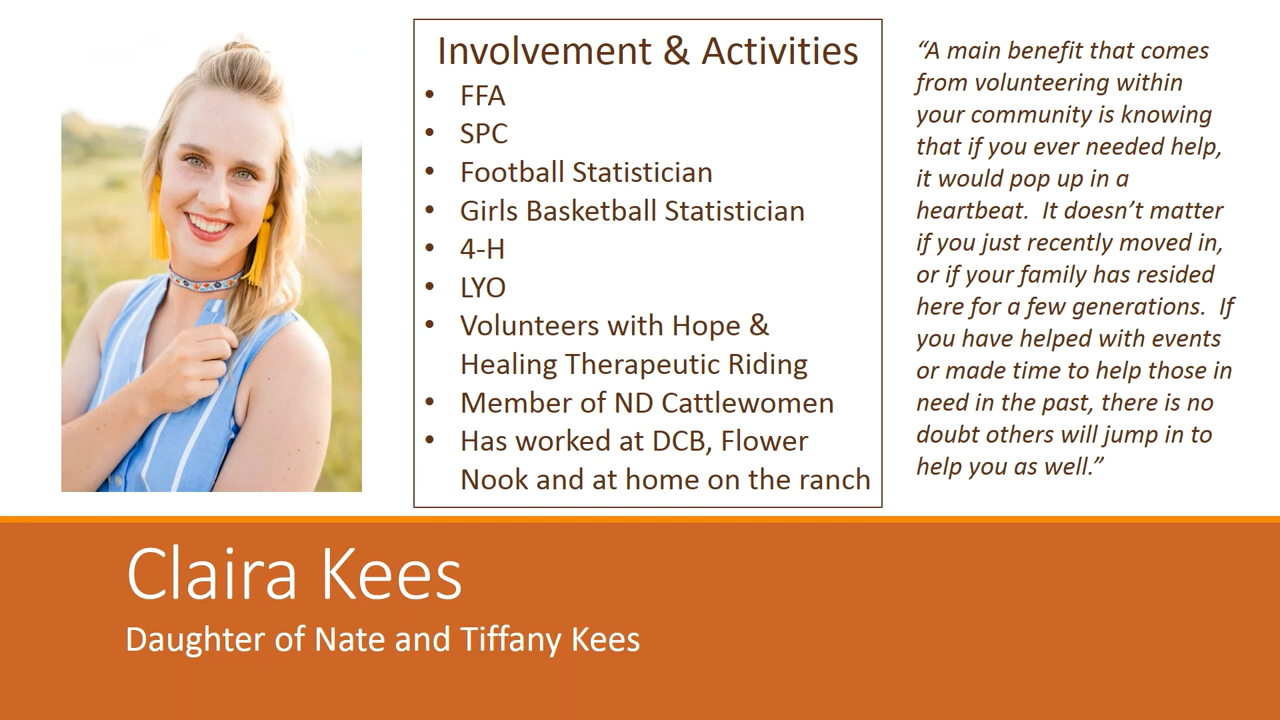 Involvement & Activities
• FFA
• SPC
• Football Statistician
• Girls Basketball Statistician
• 4-H
• LYO
• Volunteers with Hope &
Healing Therapeutic Riding
• Member of ND Cattlewomen
• Has worked at DCB, Flower
Nook and at home on the ranch
“A main benefit that comes
from volunteering within
your community is knowing
that if you ever needed help,
it would pop up in a
heartbeat.  It doesn’t matter
if you just recently moved in,
or if your family has resided
here for a few generations.  If
you have helped with events
or made time to help those in
need in the past, there is no
doubt others will jump in to
help you as well.”
Claira Kees
Daughter of Nate and Tiffany Kees